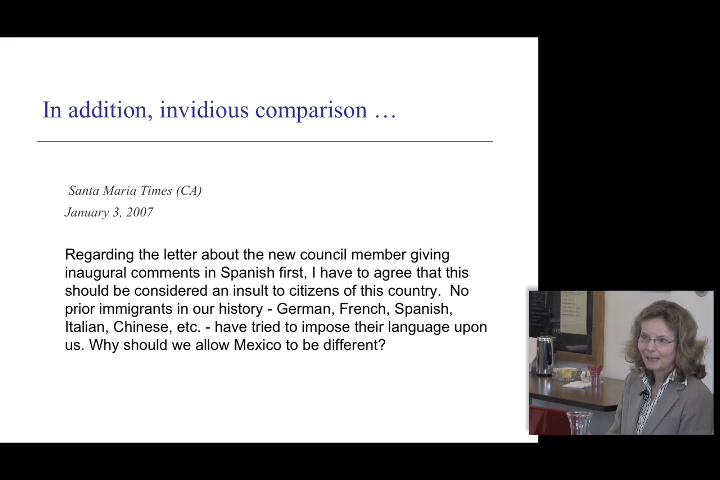 In addition, invidious comparison …
Santa Maria Times (CA)
January 3, 2007
Regarding the letter about the new council member giving
inaugural comments in Spanish first, I have to agree that this
should be considered an insult to citizens of this country.  No
prior immigrants in our history - German, French, Spanish,
Italian, Chinese, etc. - have tried to impose their language upon
us. Why should we allow Mexico to be different?